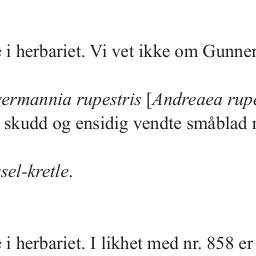 i herbariet. Vi vet ikke om Gunner
ermannia rupestris [Andreaea rupe
skudd og ensidig vendte småblad
sel-kretle.
i herbariet. I likhet med nr. 858 er